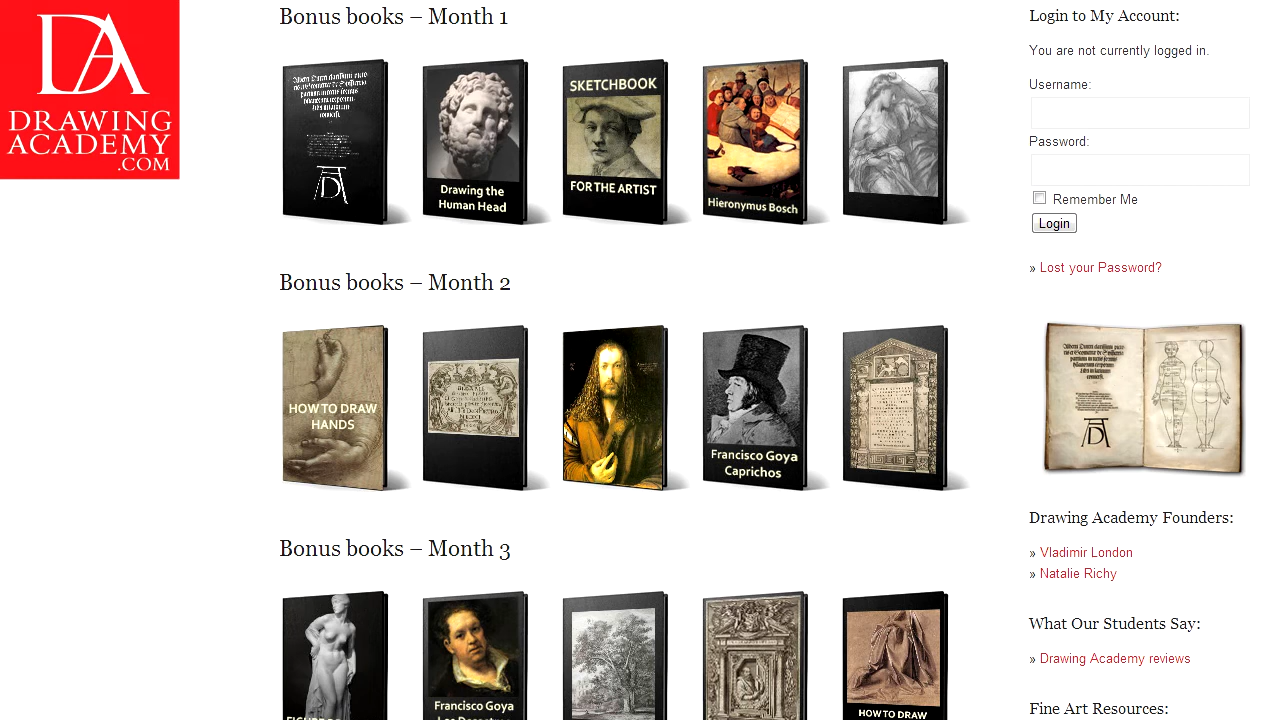 DA
DRAWING
ACADEMY
.COM
Bonus books – Month 1
Drawing the
Human Head
SKETCHBOOK
FOR THE ARTIST
Hieronymus Bosch
Bonus books – Month 2
HOW TO DRAW
HANDS
Francisco Goya
Caprichos
Bonus books – Month 3
Francisco Goya
HOW TO DRAW
Login to My Account:
You are not currently logged in.
Username:
Password:
Remember Me
Login
» Lost your Password?
Drawing Academy Founders:
» Vladimir London
» Natalie Richy
What Our Students Say:
» Drawing Academy reviews
Fine Art Resources: